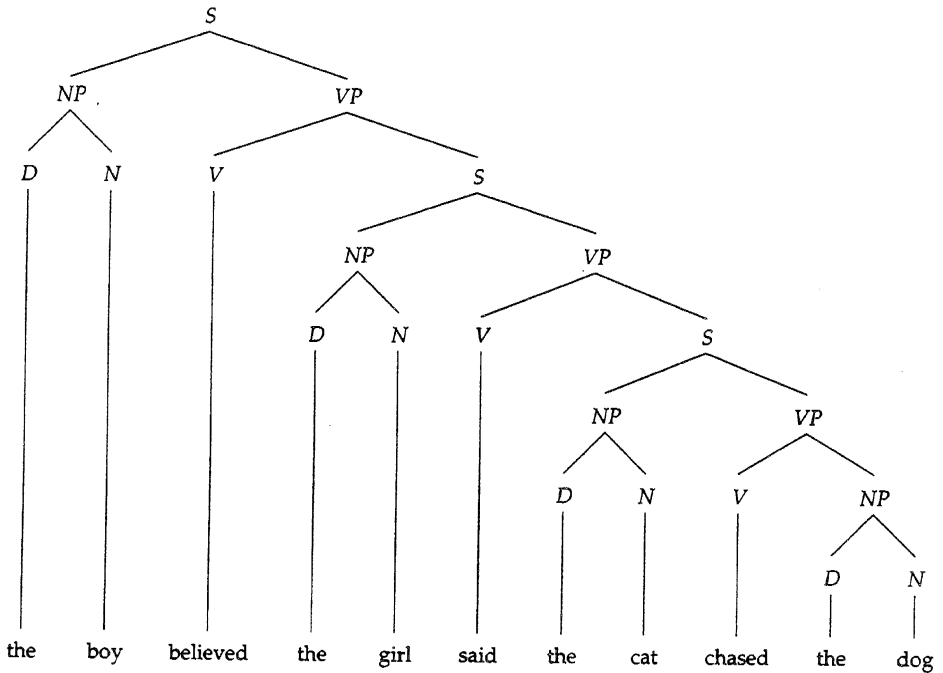 S
NP VP
D N V S
NP VP
D N V S
NP VP
D N V NP
D N
the boy believed the girl said the cat chased the dog